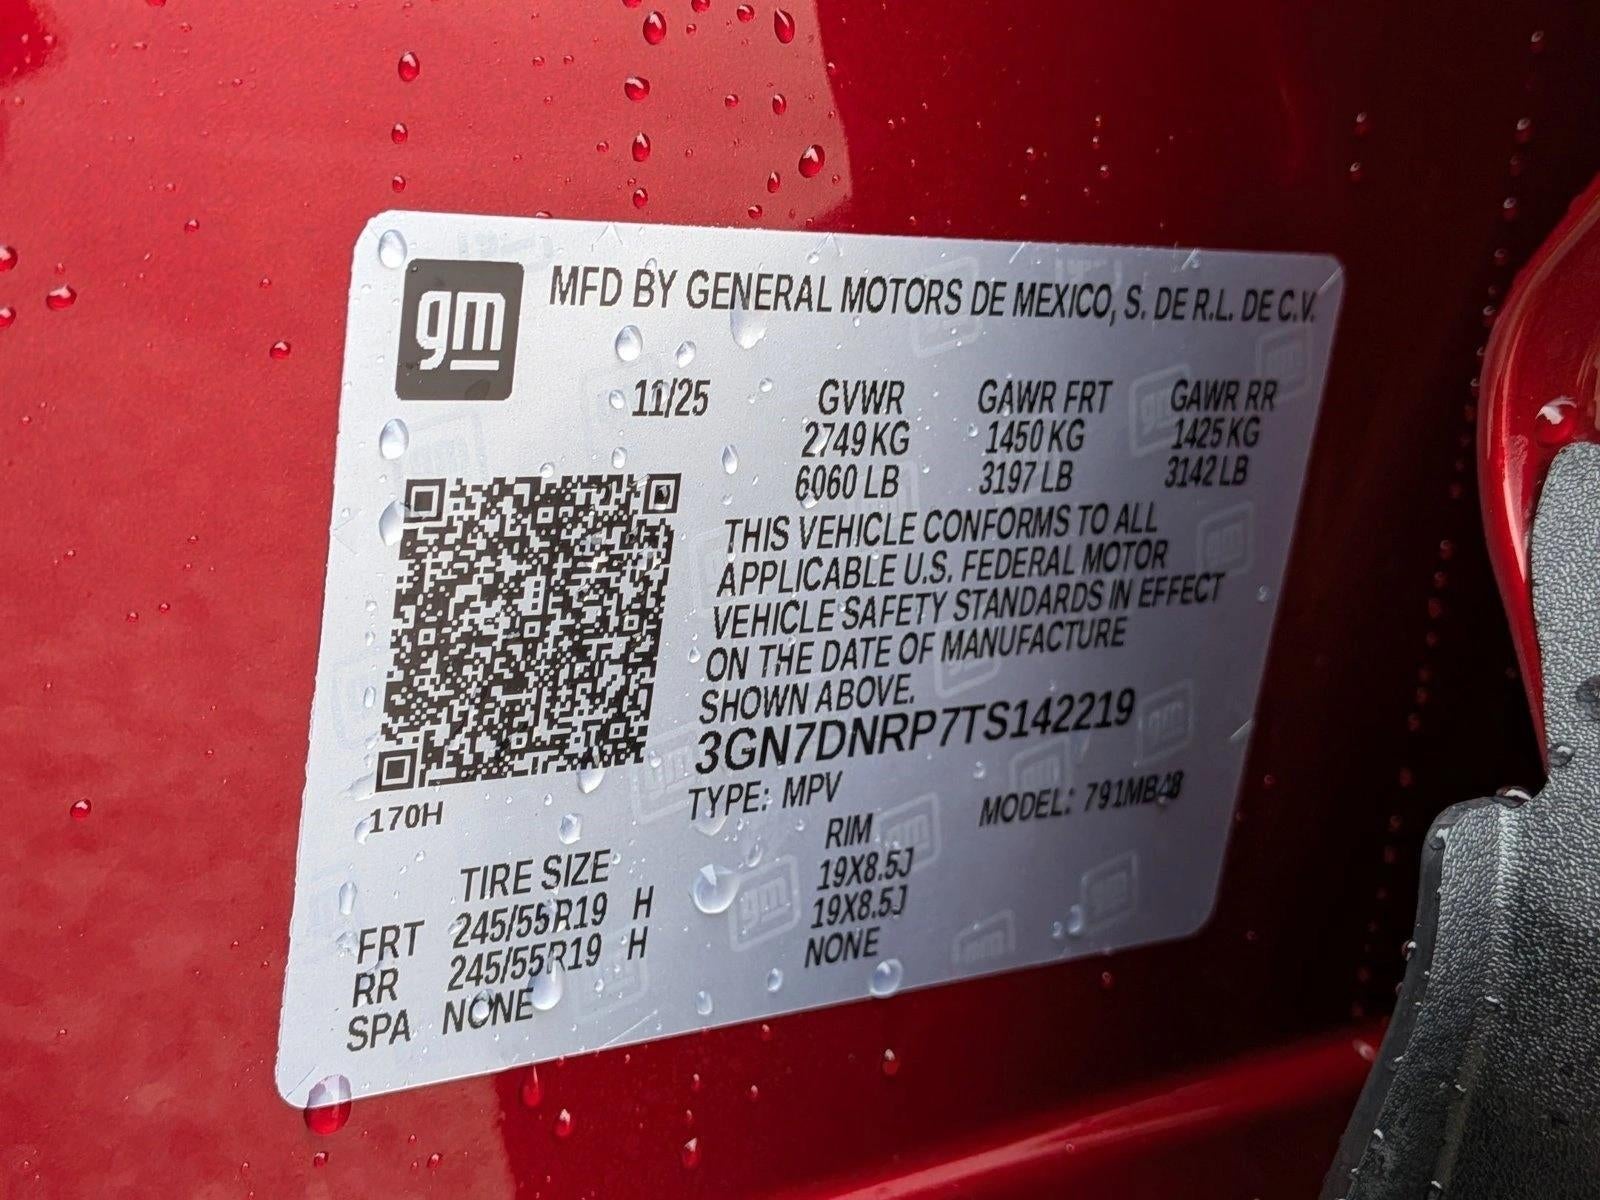 gm
MFD BY GENERAL MOTORS DE MEXICO, S. DE R.L. DE C.V.
11/25 GVWR GAWR FRT GAWR RR
2749 KG 1450 KG 1425 KG
6060 LB 3197 LB 3142 LB
THIS VEHICLE CONFORMS TO ALL
APPLICABLE U.S. FEDERAL MOTOR
VEHICLE SAFETY STANDARDS IN EFFECT
ON THE DATE OF MANUFACTURE
SHOWN ABOVE.
3GN7DNRP7TS142219
TYPE: MPV MODEL: 791MB48
170H
TIRE SIZE RIM
FRT 245/55R19 H 19X8.5J
RR 245/55R19 H 19X8.5J
SPA NONE NONE